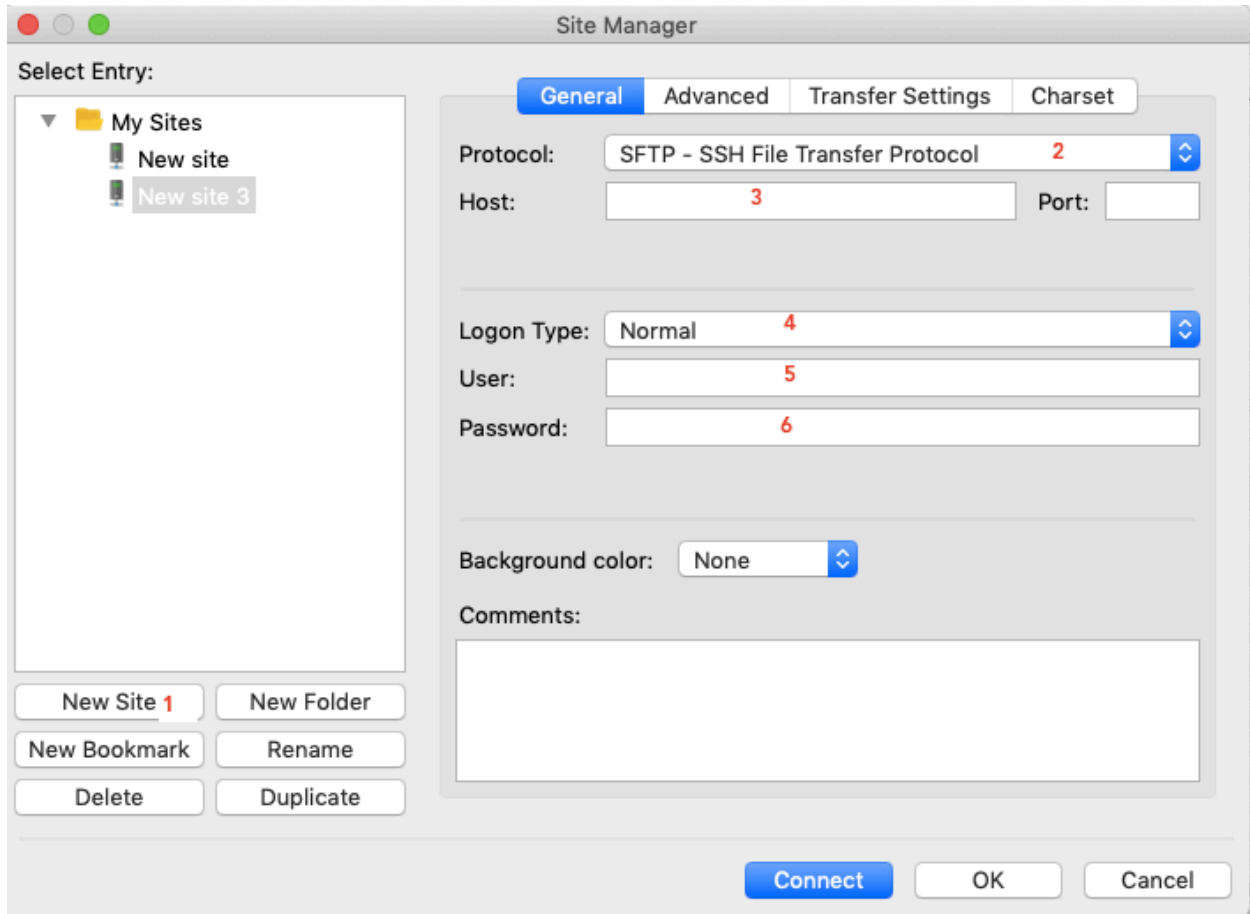 Site Manager
Select Entry:
My Sites
New site
New site 3
New Site 1 New Folder
New Bookmark Rename
Delete Duplicate
General Advanced Transfer Settings Charset
Protocol: SFTP - SSH File Transfer Protocol 2
Host: 3 Port:
Logon Type: Normal 4
User: 5
Password: 6
Background color: None
Comments:
Connect OK Cancel